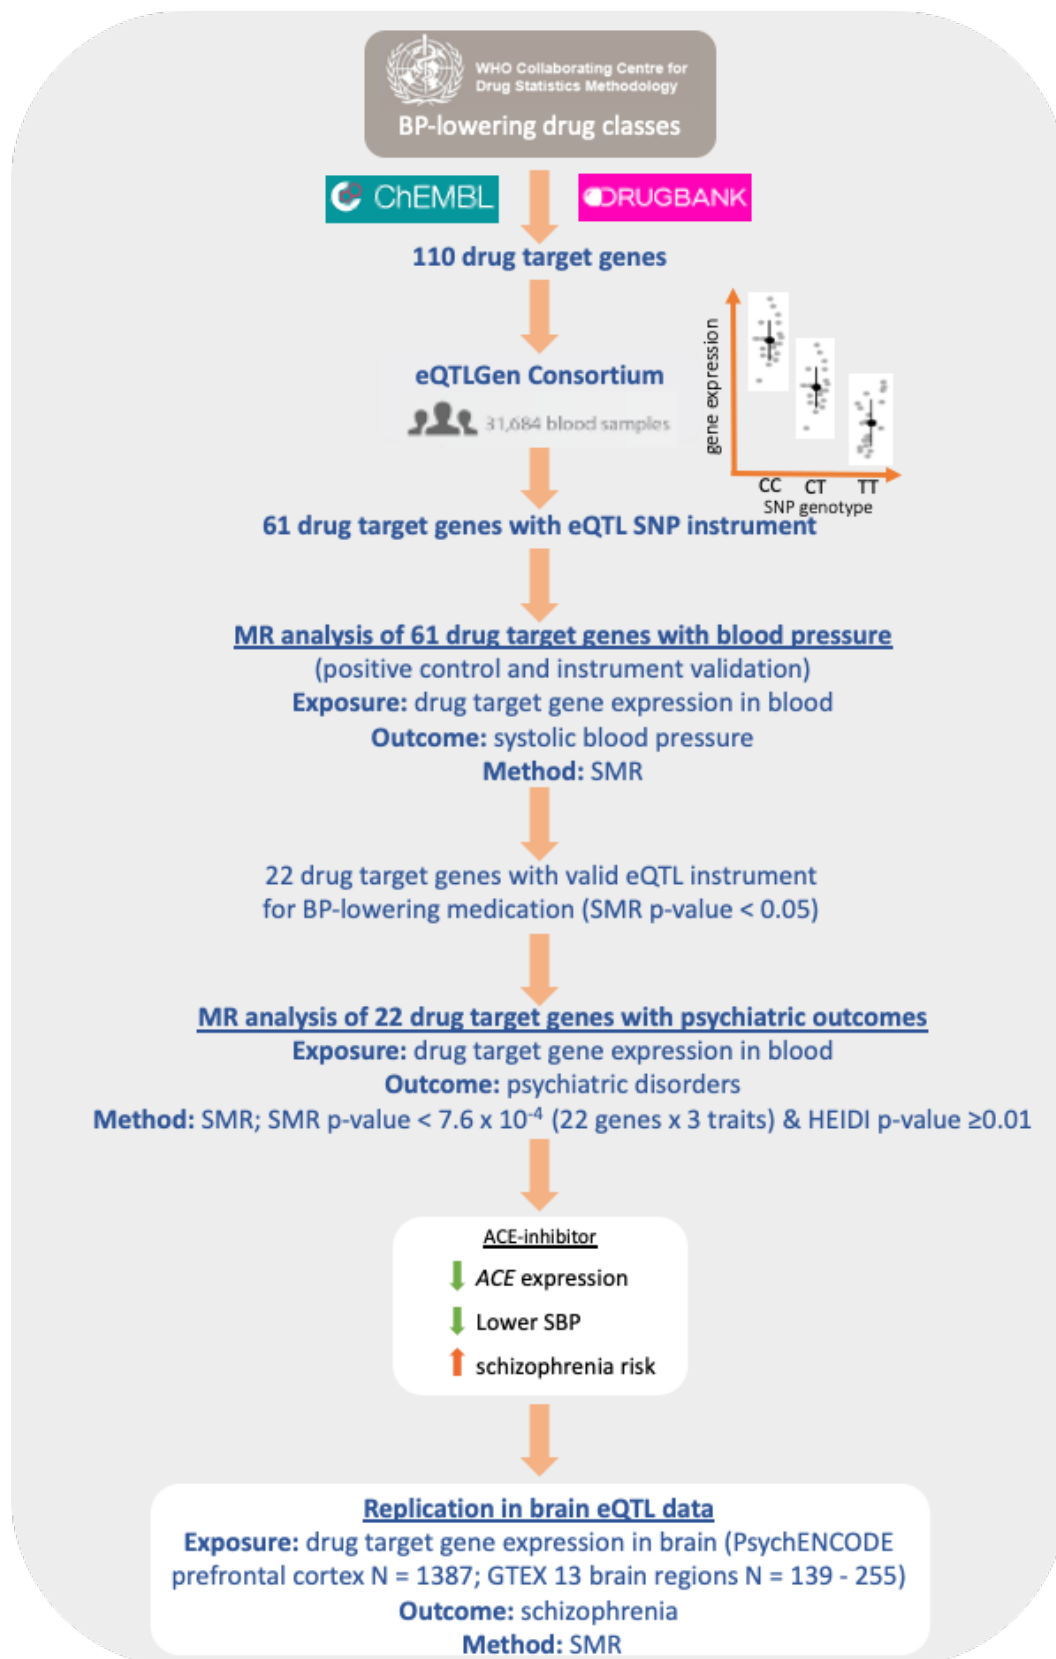 WHO Collaborating Centre for
Drug Statistics Methodology
BP-lowering drug classes
ChEMBL
DRUGBANK
110 drug target genes
eQTLGen Consortium
31,684 blood samples
gene expression
CC CT TT
SNP genotype
61 drug target genes with eQTL SNP instrument
MR analysis of 61 drug target genes with blood pressure
(positive control and instrument validation)
Exposure: drug target gene expression in blood
Outcome: systolic blood pressure
Method: SMR
22 drug target genes with valid eQTL instrument
for BP-lowering medication (SMR p-value < 0.05)
MR analysis of 22 drug target genes with psychiatric outcomes
Exposure: drug target gene expression in blood
Outcome: psychiatric disorders
Method: SMR; SMR p-value < 7.6 x 10⁻⁴ (22 genes x 3 traits) & HEIDI p-value ≥0.01
ACE-inhibitor
ACE expression
Lower SBP
schizophrenia risk
Replication in brain eQTL data
Exposure: drug target gene expression in brain (PsychENCODE
prefrontal cortex N = 1387; GTEX 13 brain regions N = 139 - 255)
Outcome: schizophrenia
Method: SMR